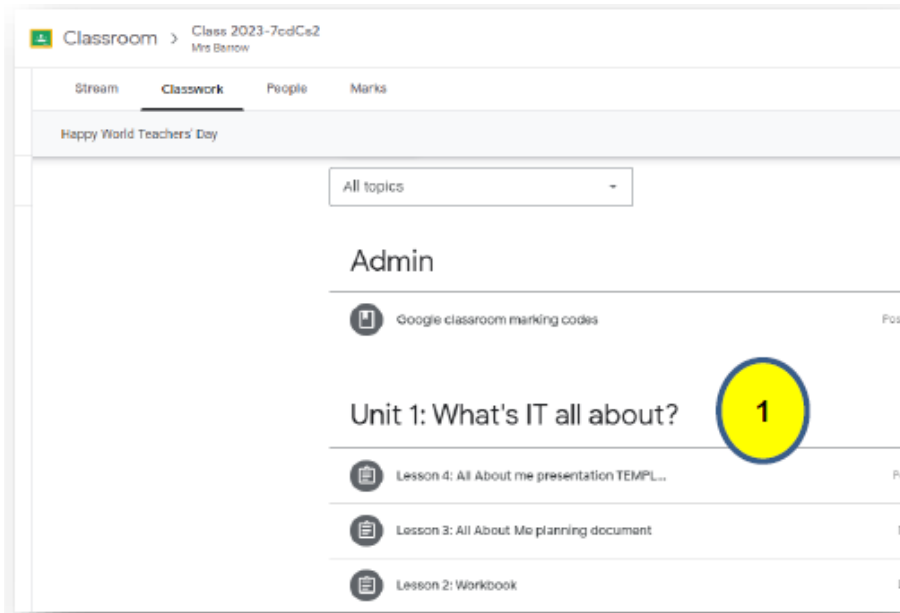 Classroom > Class 2023-7cdCs2
Mrs Barrow
Stream Classwork People Marks
Happy World Teachers' Day
All topics
Admin
Google classroom marking codes
Unit 1: What's IT all about?
1
Lesson 4: All About me presentation TEMPL...
Lesson 3: All About Me planning document
Lesson 2: Workbook